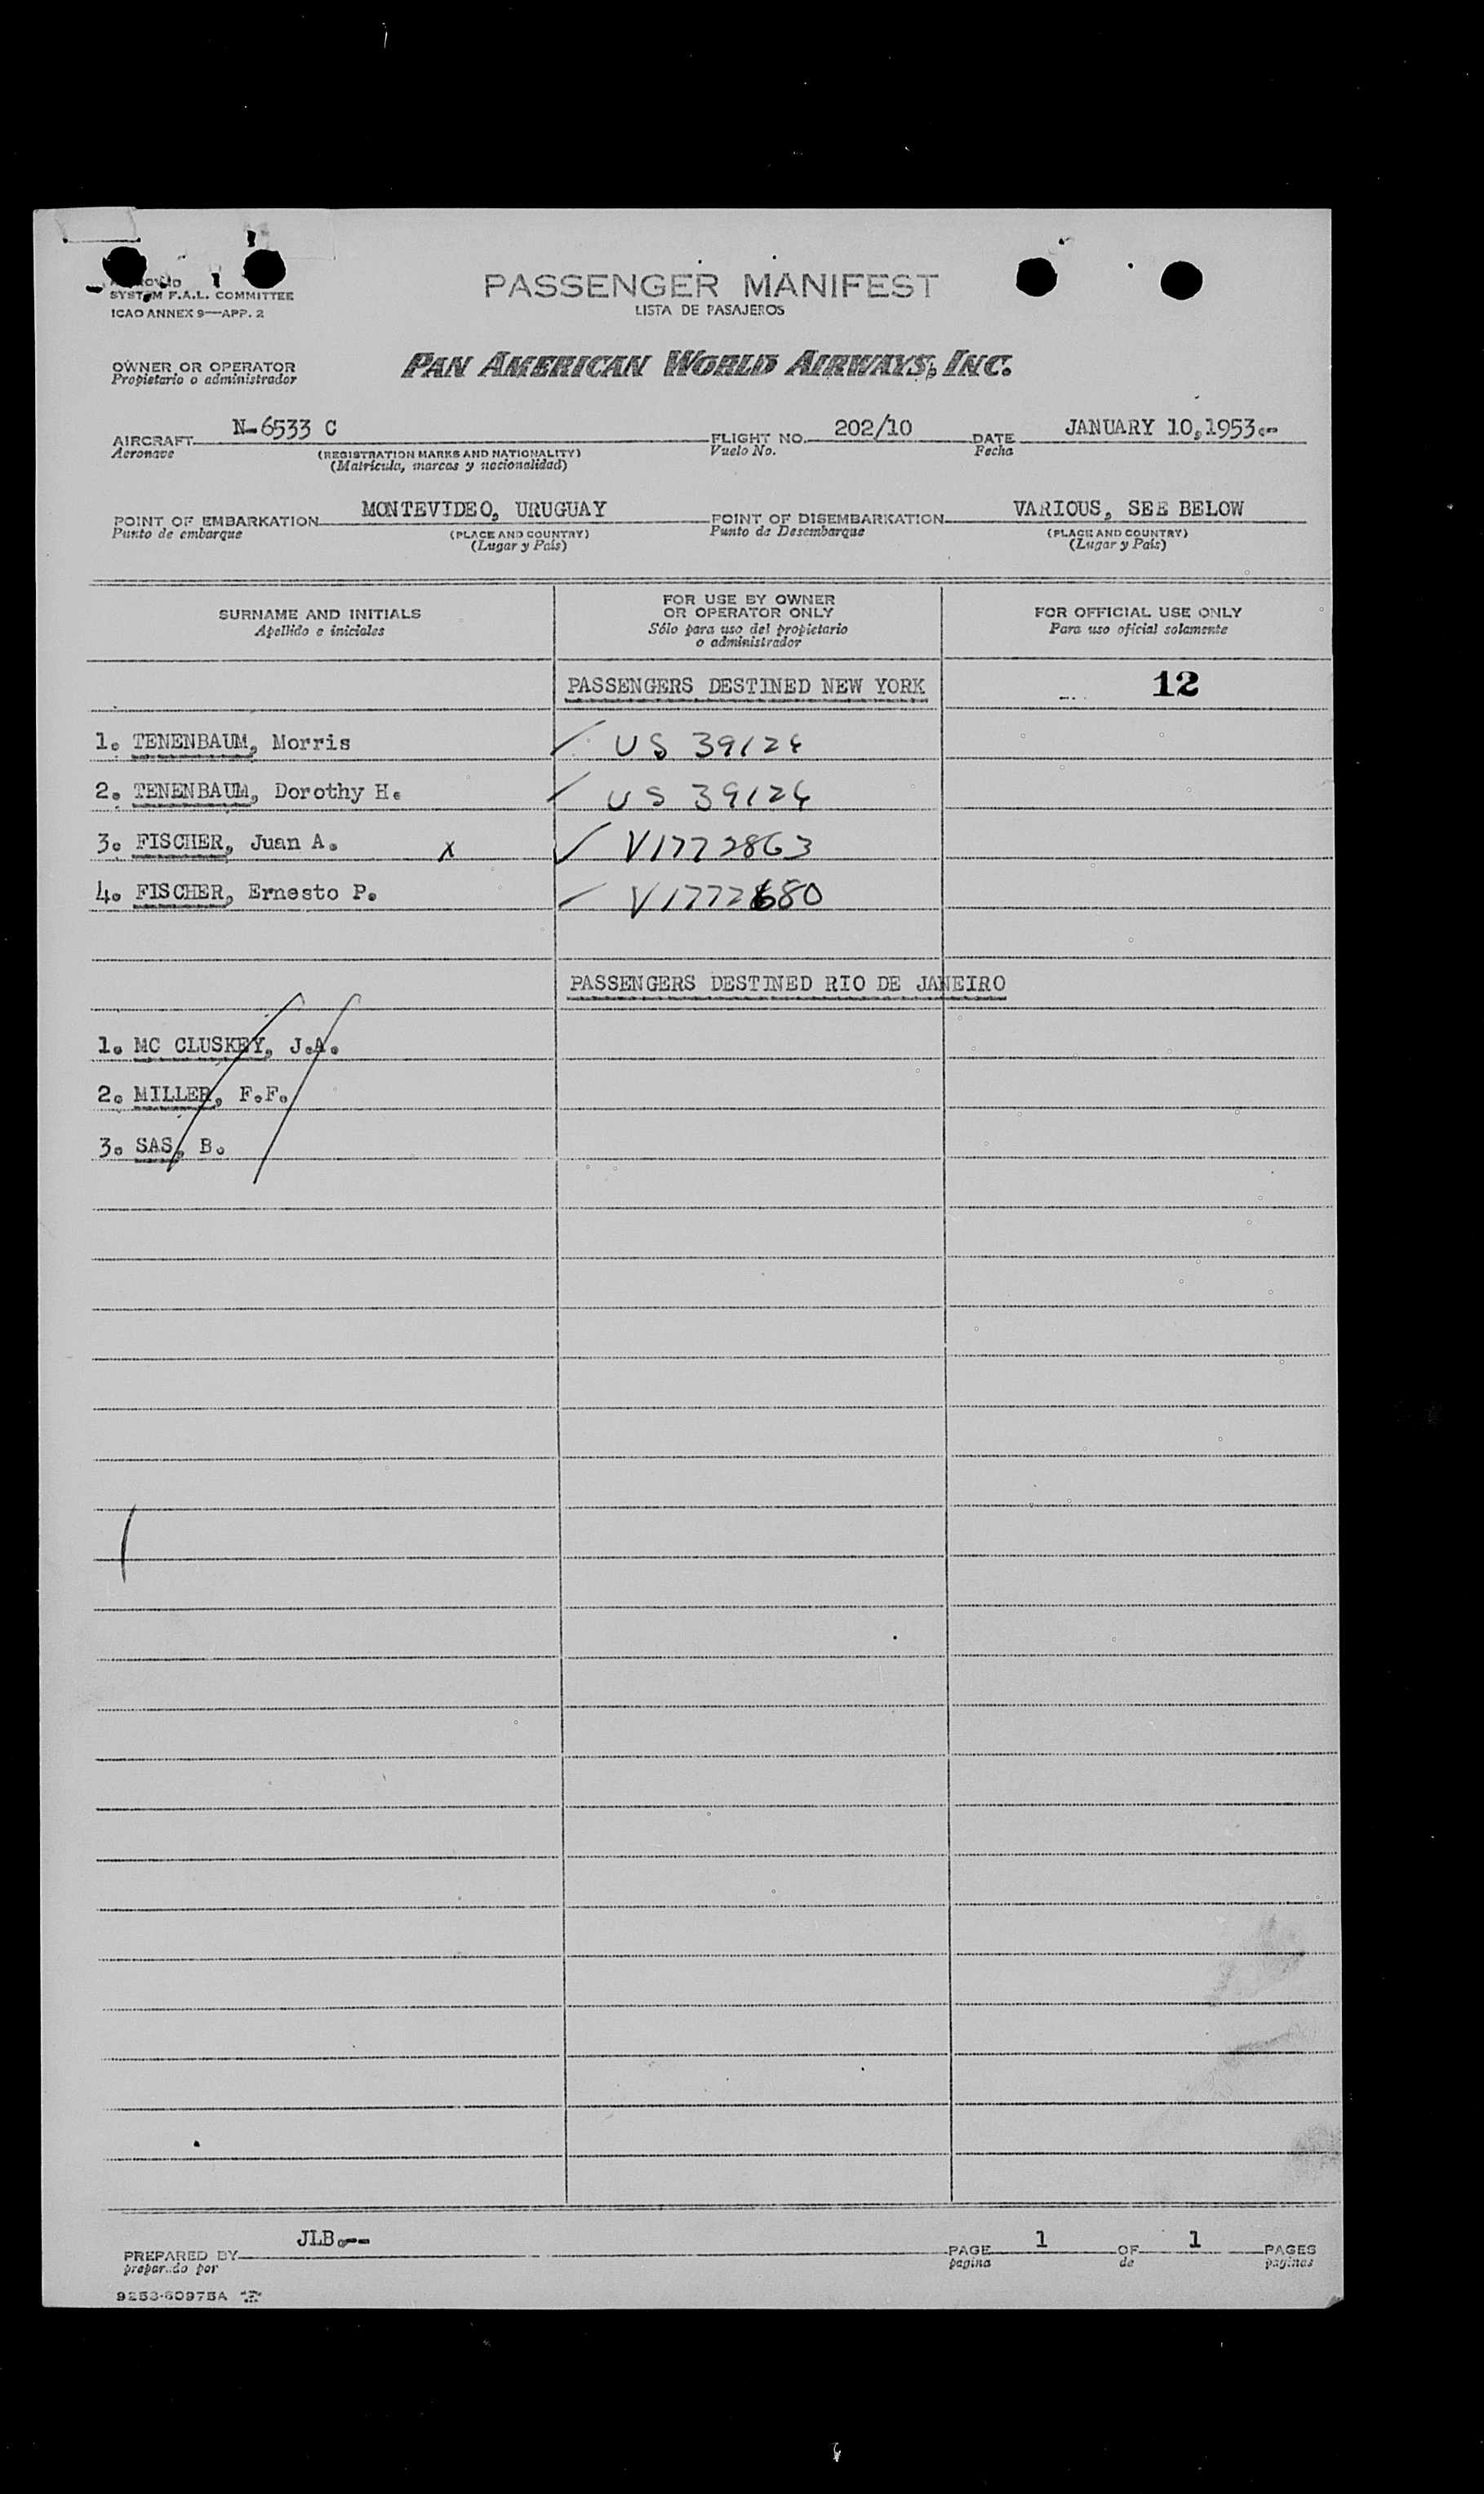 SYSTEM F.A.L. COMMITTEE
ICAO ANNEX 9—APP. 2
PASSENGER MANIFEST
LISTA DE PASAJEROS
OWNER OR OPERATOR
Propietario o administrador
PAN AMERICAN WORLD AIRWAYS, INC.
AIRCRAFT N-6533 C FLIGHT NO. 202/10 DATE JANUARY 10,1953.-
Aeronave (REGISTRATION MARKS AND NATIONALITY) Vuelo No. Fecha
(Matrícula, marcas y nacionalidad)
POINT OF EMBARKATION MONTEVIDEO, URUGUAY POINT OF DISEMBARKATION VARIOUS, SEE BELOW
Punto de embarque (PLACE AND COUNTRY) Punto de Desembarque (PLACE AND COUNTRY)
(Lugar y País) (Lugar y País)
SURNAME AND INITIALS
Apellido e iniciales
FOR USE BY OWNER
OR OPERATOR ONLY
Sólo para uso del propietario
o administrador
FOR OFFICIAL USE ONLY
Para uso oficial solamente
PASSENGERS DESTINED NEW YORK 12
1. TENENBAUM, Morris US 39126
2. TENENBAUM, Dorothy H. US 39126
3. FISCHER, Juan A. X V1772863
4. FISCHER, Ernesto P. V1772680
PASSENGERS DESTINED RIO DE JANEIRO
1. MC CLUSKEY, J.A.
2. MILLER, F.F.
3. SAS, B.
PREPARED BY JLB.-- PAGE 1 OF 1 PAGES
preparado por pagina de paginas
9253-60975A